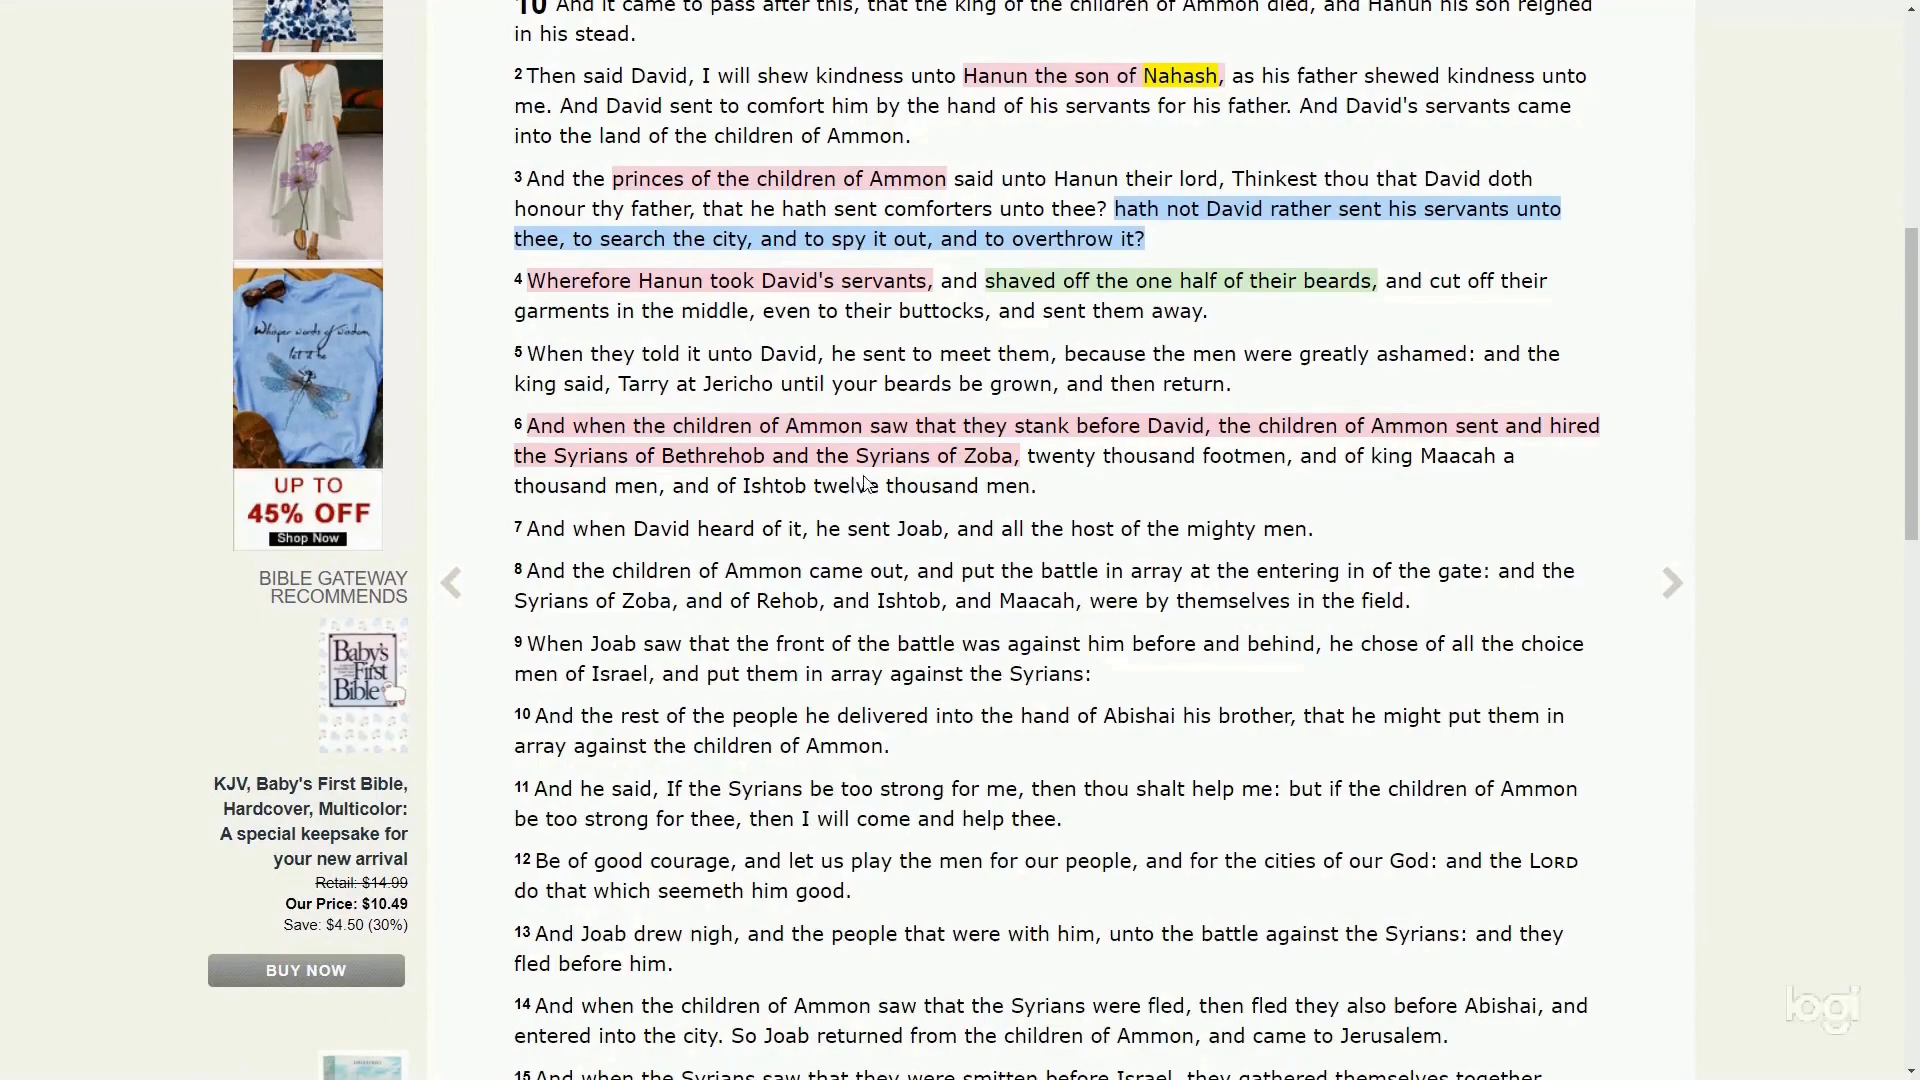 10 And it came to pass after this, that the king of the children of Ammon died, and Hanun his son reigned
in his stead.
2 Then said David, I will shew kindness unto Hanun the son of Nahash, as his father shewed kindness unto
me. And David sent to comfort him by the hand of his servants for his father. And David's servants came
into the land of the children of Ammon.
3 And the princes of the children of Ammon said unto Hanun their lord, Thinkest thou that David doth
honour thy father, that he hath sent comforters unto thee? hath not David rather sent his servants unto
thee, to search the city, and to spy it out, and to overthrow it?
4 Wherefore Hanun took David's servants, and shaved off the one half of their beards, and cut off their
garments in the middle, even to their buttocks, and sent them away.
5 When they told it unto David, he sent to meet them, because the men were greatly ashamed: and the
king said, Tarry at Jericho until your beards be grown, and then return.
6 And when the children of Ammon saw that they stank before David, the children of Ammon sent and hired
the Syrians of Bethrehob and the Syrians of Zoba, twenty thousand footmen, and of king Maacah a
thousand men, and of Ishtob twelve thousand men.
7 And when David heard of it, he sent Joab, and all the host of the mighty men.
8 And the children of Ammon came out, and put the battle in array at the entering in of the gate: and the
Syrians of Zoba, and of Rehob, and Ishtob, and Maacah, were by themselves in the field.
9 When Joab saw that the front of the battle was against him before and behind, he chose of all the choice
men of Israel, and put them in array against the Syrians:
10 And the rest of the people he delivered into the hand of Abishai his brother, that he might put them in
array against the children of Ammon.
11 And he said, If the Syrians be too strong for me, then thou shalt help me: but if the children of Ammon
be too strong for thee, then I will come and help thee.
12 Be of good courage, and let us play the men for our people, and for the cities of our God: and the LORD
do that which seemeth him good.
13 And Joab drew nigh, and the people that were with him, unto the battle against the Syrians: and they
fled before him.
14 And when the children of Ammon saw that the Syrians were fled, then fled they also before Abishai, and
entered into the city. So Joab returned from the children of Ammon, and came to Jerusalem.
15 And when the Syrians saw that they were smitten before Israel, they gathered themselves together.
Whisper words of wisdom
let it be
UP TO
45% OFF
Shop Now
BIBLE GATEWAY
RECOMMENDS
Baby's
First
Bible
KJV, Baby's First Bible,
Hardcover, Multicolor:
A special keepsake for
your new arrival
Retail: $14.99
Our Price: $10.49
Save: $4.50 (30%)
BUY NOW
logi